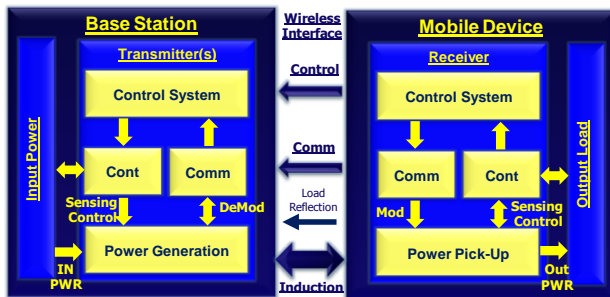 Base Station
Wireless
Interface
Mobile Device
Transmitter(s)
Receiver
Control
Control System
Control System
Input Power
Output Load
Comm
Cont
Comm
Comm
Cont
Sensing
Control
DeMod
Load
Reflection
Mod
Sensing
Control
Power Generation
Power Pick-Up
IN
PWR
Induction
Out
PWR